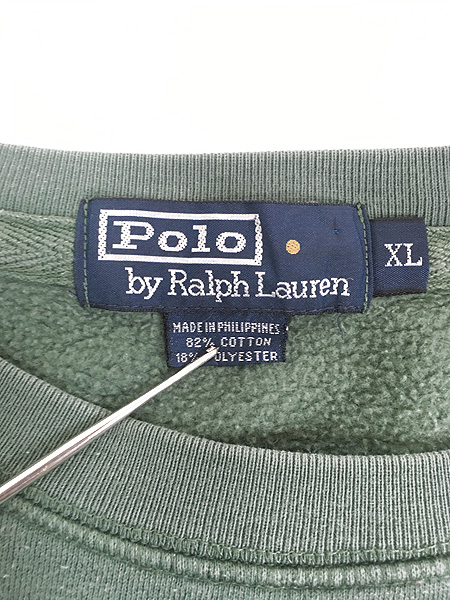 Polo
by Ralph Lauren
XL
MADE IN PHILIPPINES
82% COTTON
18% POLYESTER